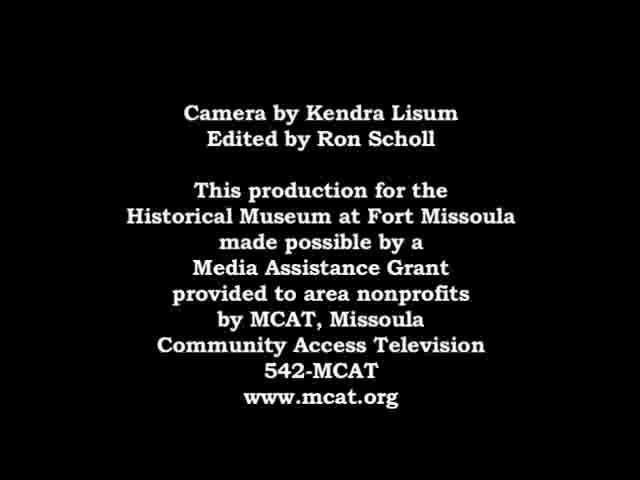 Camera by Kendra Lisum
Edited by Ron Scholl
This production for the
Historical Museum at Fort Missoula
made possible by a
Media Assistance Grant
provided to area nonprofits
by MCAT, Missoula
Community Access Television
542-MCAT
www.mcat.org